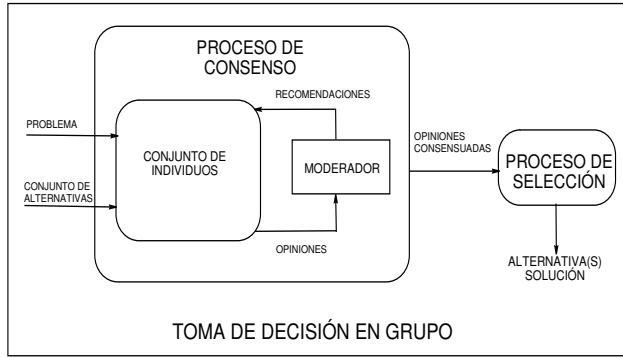 PROCESO DE
CONSENSO
RECOMENDACIONES
PROBLEMA
CONJUNTO DE
INDIVIDUOS
MODERADOR
CONJUNTO DE
ALTERNATIVAS
OPINIONES
OPINIONES
CONSENSUADAS
PROCESO DE
SELECCIÓN
ALTERNATIVA(S)
SOLUCIÓN
TOMA DE DECISIÓN EN GRUPO